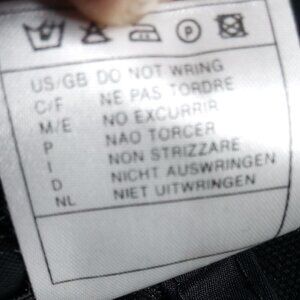 P
US/GB DO NOT WRING
C/F NE PAS TORDRE
M/E NO EXCURRIR
P NAO TORCER
I NON STRIZZARE
D NICHT AUSWRINGEN
NL NIET UITWRINGEN